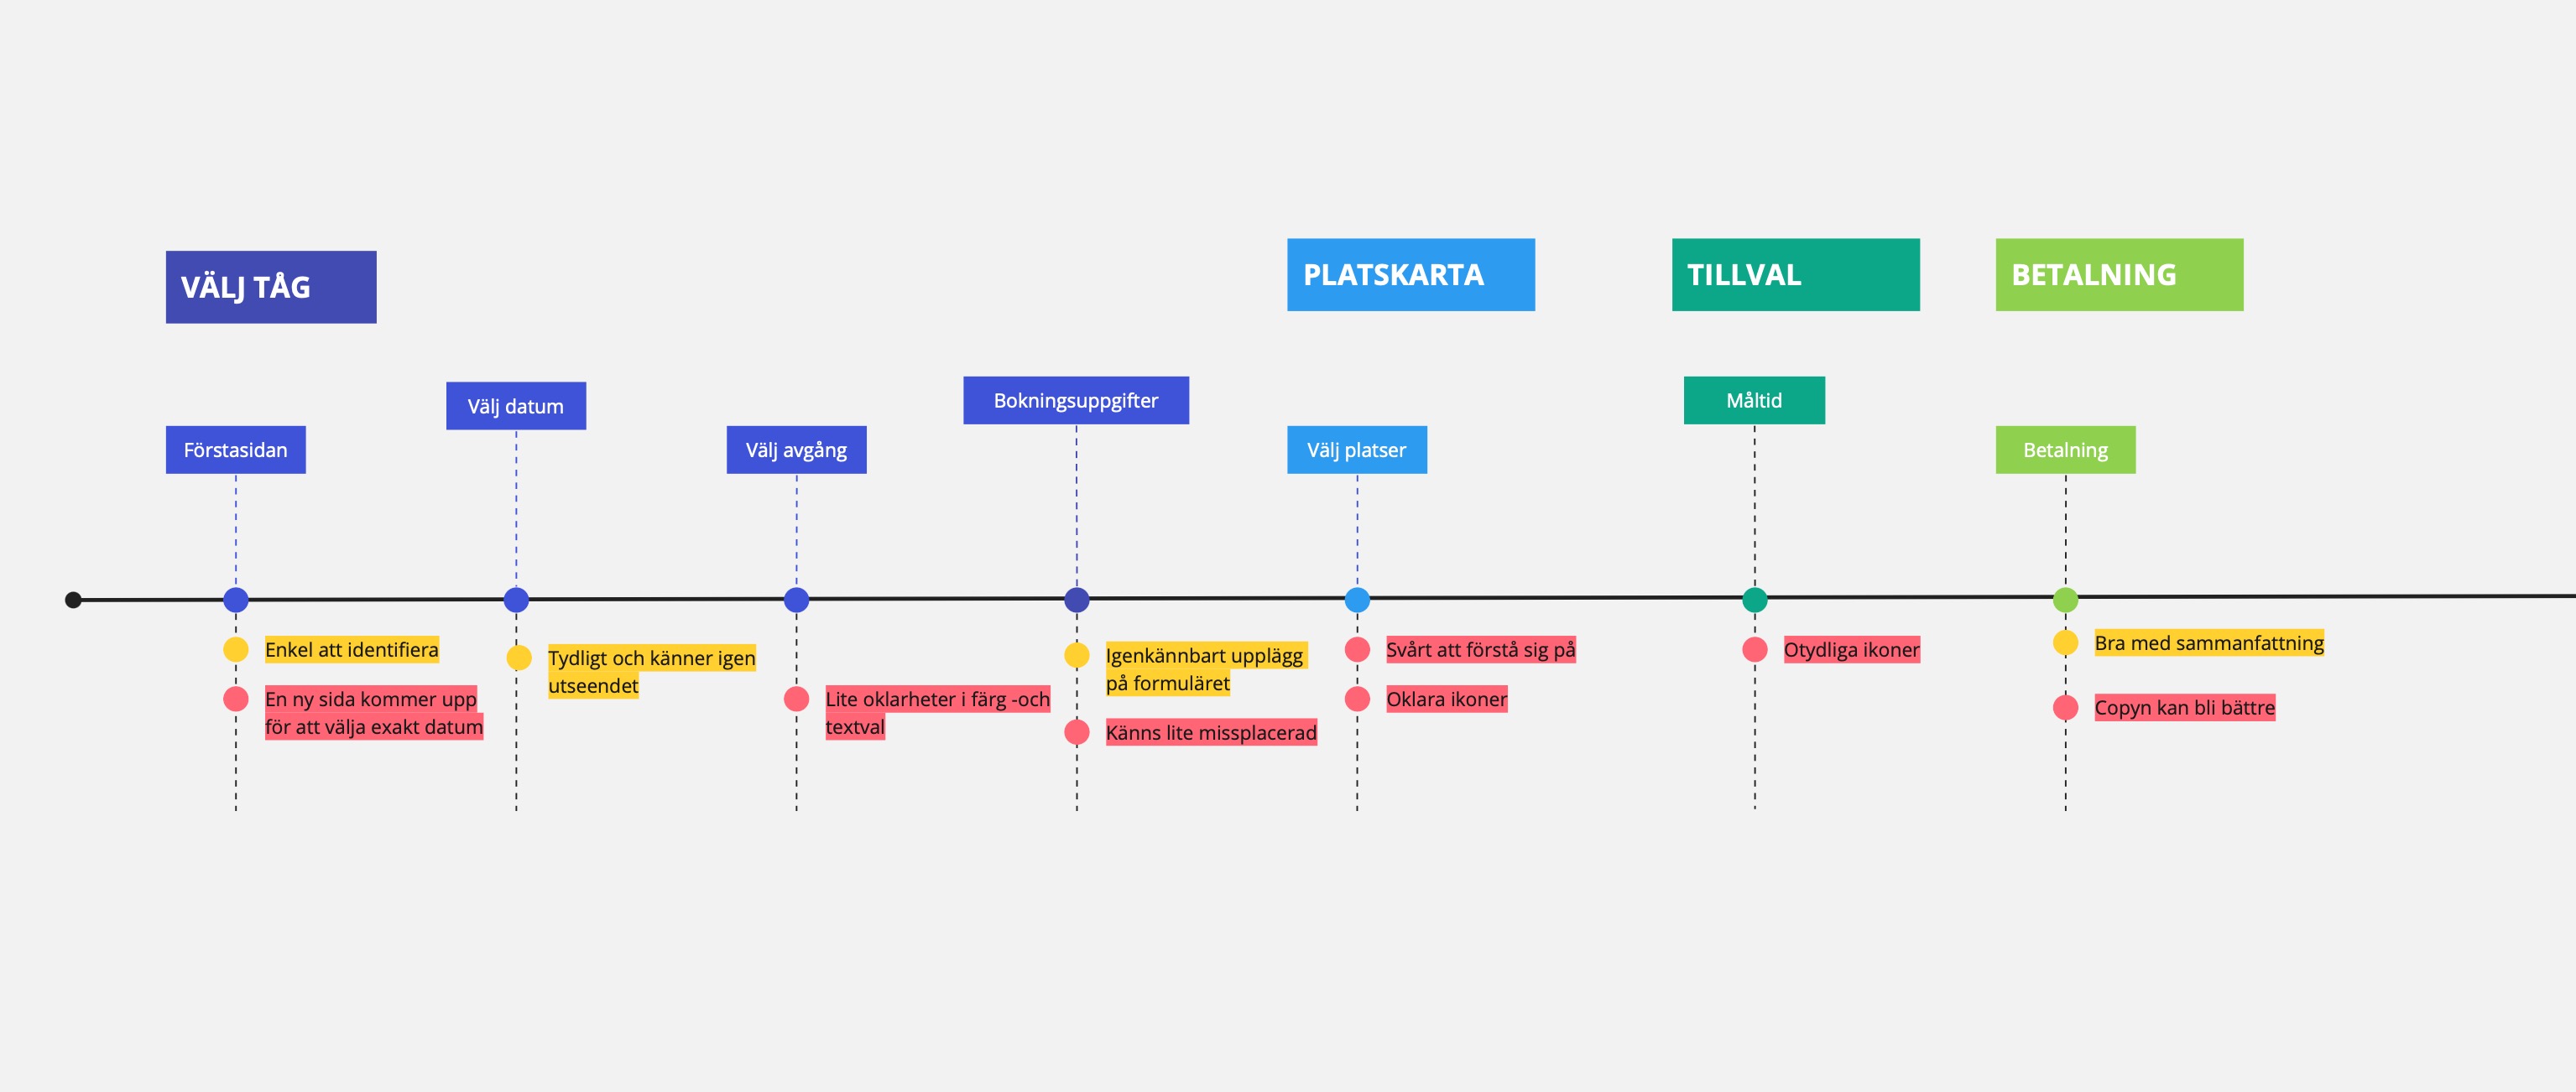 VÄLJ TÅG
PLATSKARTA
TILLVAL
BETALNING
Förstasidan
Välj datum
Välj avgång
Bokningsuppgifter
Välj platser
Måltid
Betalning
Enkel att identifiera
En ny sida kommer upp
för att välja exakt datum
Tydligt och känner igen
utseendet
Lite oklarheter i färg -och
textval
Igenkännbart upplägg
på formuläret
Känns lite missplacerad
Svårt att förstå sig på
Oklara ikoner
Otydliga ikoner
Bra med sammanfattning
Copyn kan bli bättre